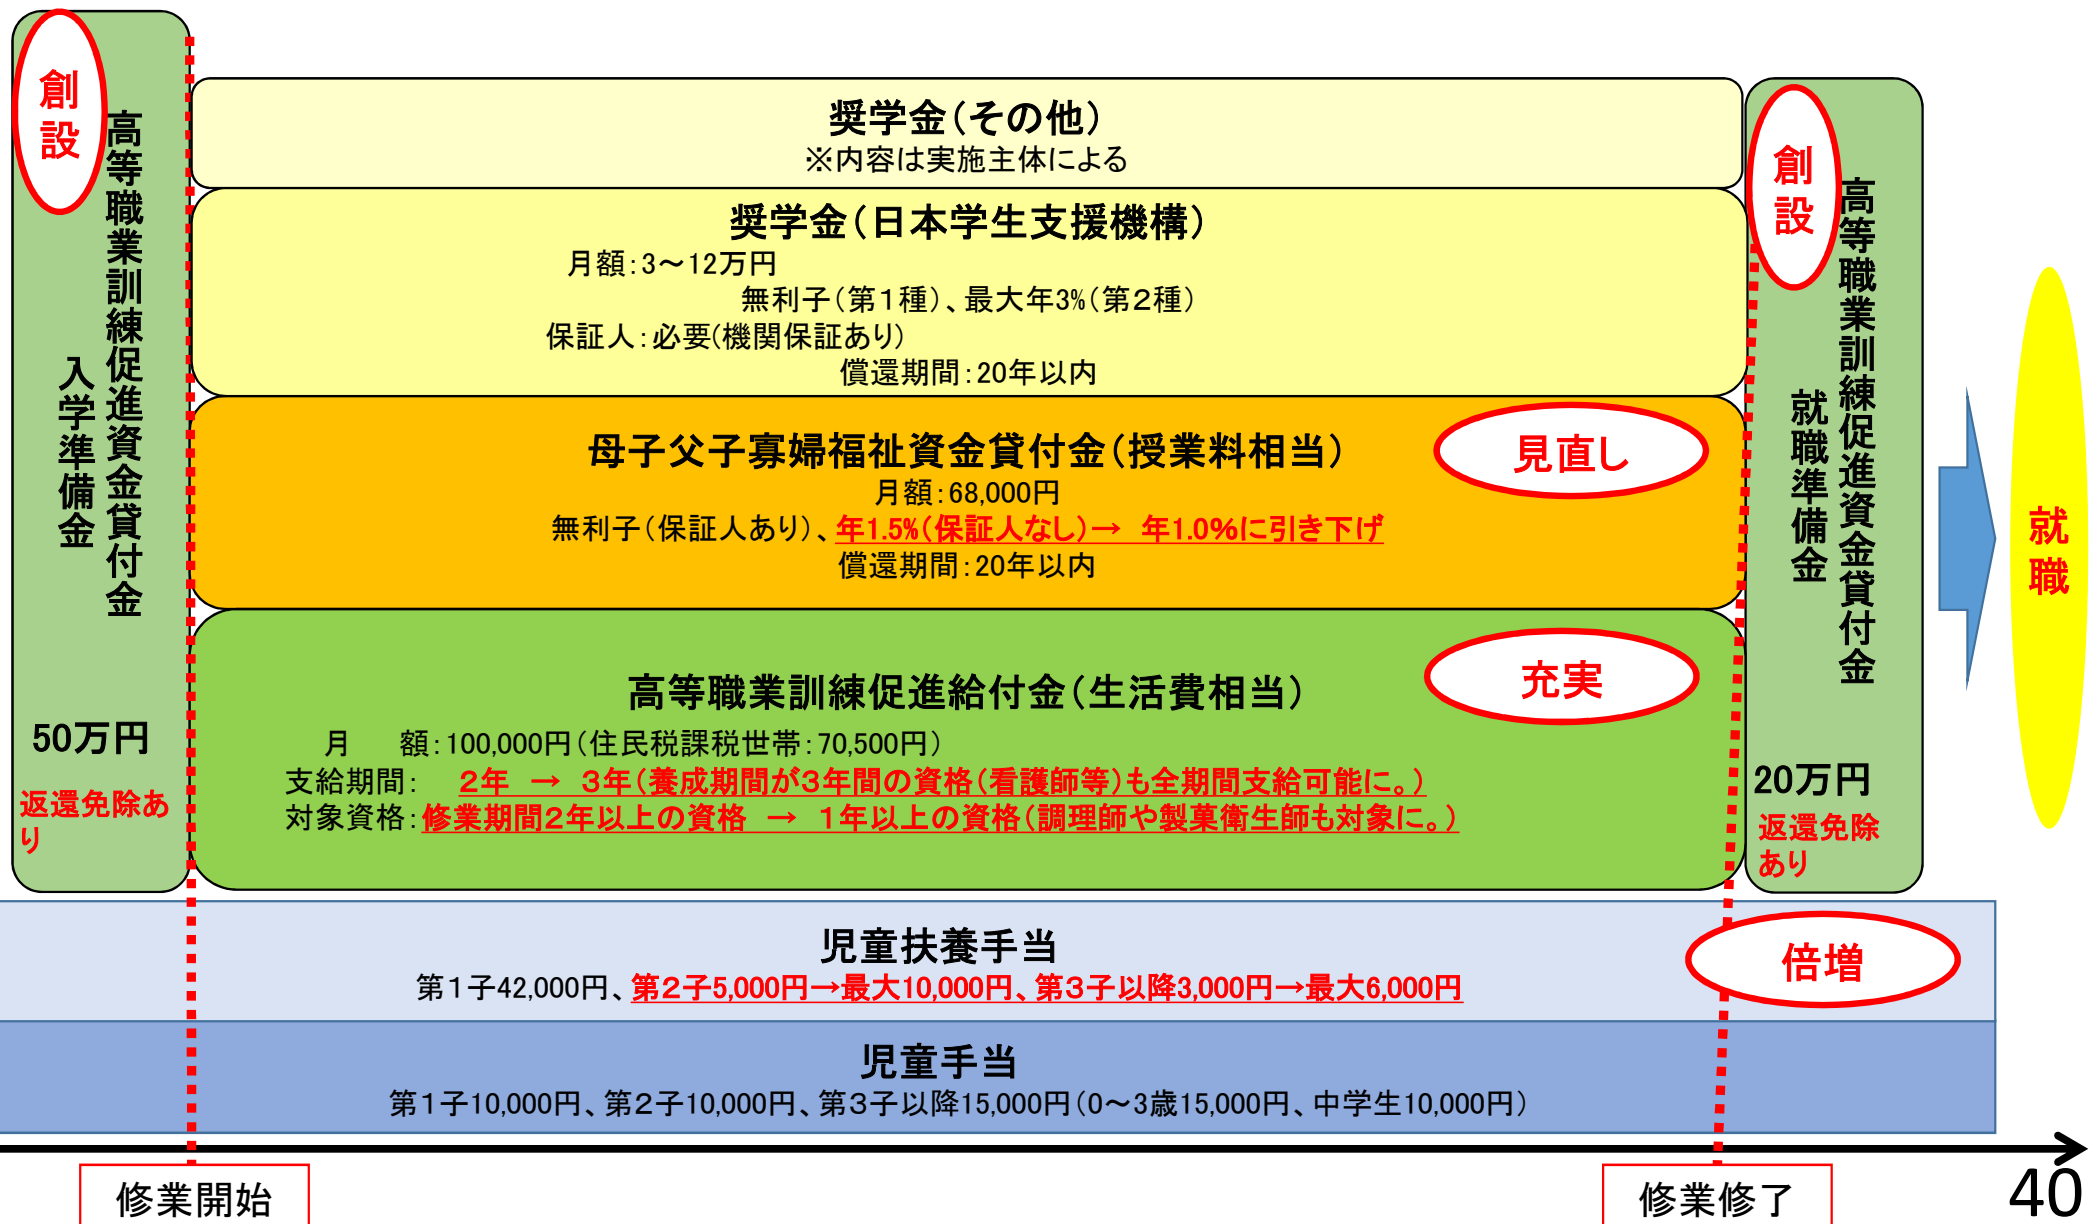 創設
高等職業訓練促進資金貸付金
入学準備金
50万円
返還免除あ
り
奨学金（その他）
※内容は実施主体による
奨学金（日本学生支援機構）
月額：3～12万円
無利子（第１種）、最大年3%（第２種）
保証人：必要(機関保証あり)
償還期間：20年以内
母子父子寡婦福祉資金貸付金（授業料相当）
見直し
月額：68,000円
無利子（保証人あり）、年1.5%（保証人なし）→ 年1.0％に引き下げ
償還期間：20年以内
高等職業訓練促進給付金（生活費相当）
充実
月　額：100,000円（住民税課税世帯：70,500円）
支給期間： ２年 → ３年（養成期間が３年間の資格（看護師等）も全期間支給可能に。）
対象資格：修業期間２年以上の資格 → １年以上の資格（調理師や製菓衛生師も対象に。）
創設
高等職業訓練促進資金貸付金
就職準備金
20万円
返還免除
あり
就職
児童扶養手当
倍増
第１子42,000円、第２子5,000円→最大10,000円、第３子以降3,000円→最大6,000円
児童手当
第１子10,000円、第２子10,000円、第３子以降15,000円（0～3歳15,000円、中学生10,000円）
修業開始
修業修了
40